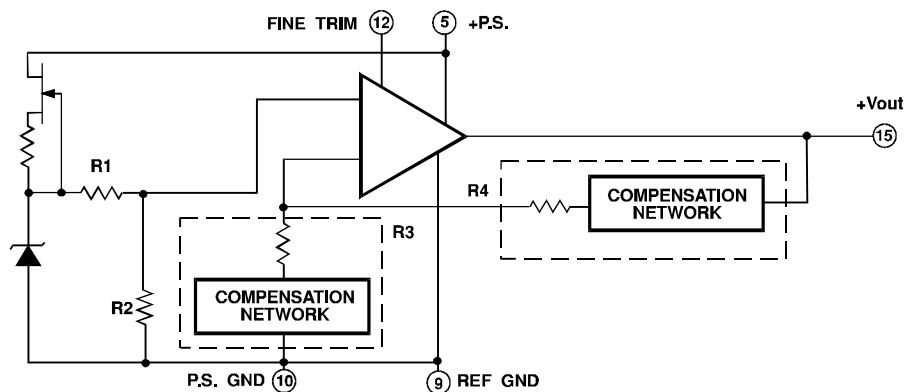 FINE TRIM 12 5 +P.S.
+Vout
15
R1
R4
COMPENSATION
NETWORK
R3
R2
COMPENSATION
NETWORK
P.S. GND 10 9 REF GND